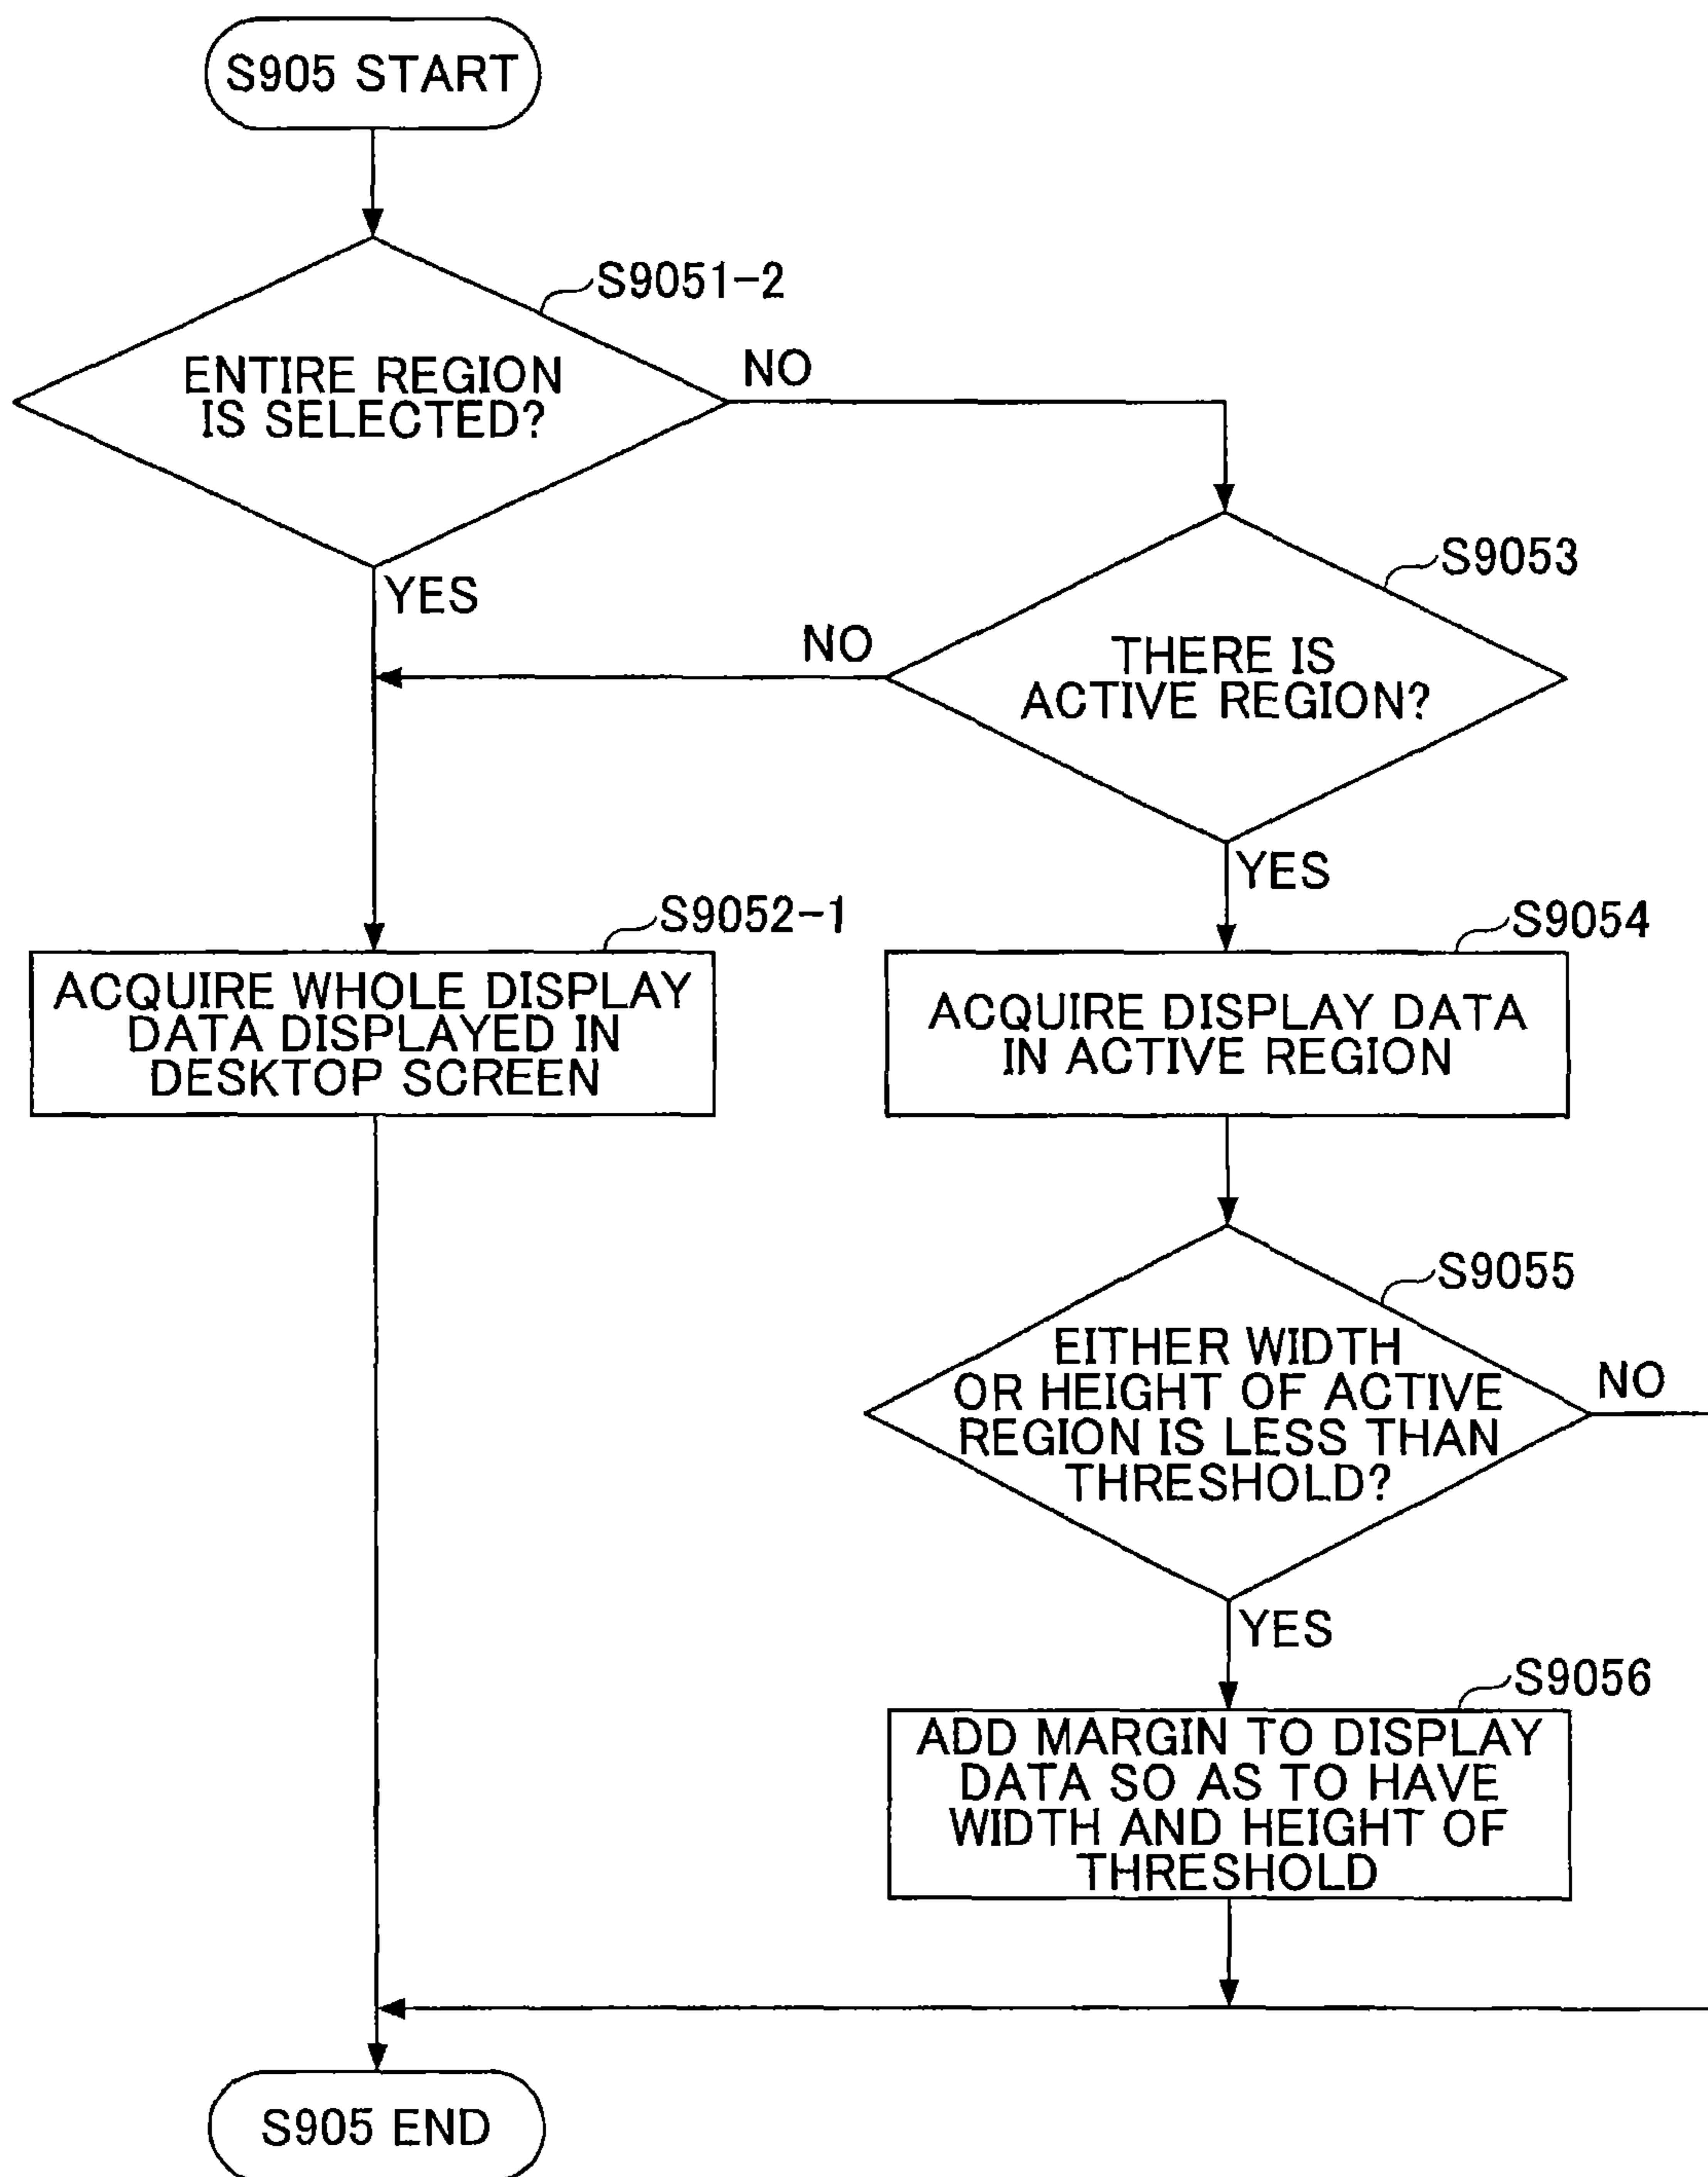 S905 START
S9051-2
ENTIRE REGION
IS SELECTED?
NO
YES
S9053
THERE IS
ACTIVE REGION?
NO
YES
S9052-1
ACQUIRE WHOLE DISPLAY
DATA DISPLAYED IN
DESKTOP SCREEN
S9054
ACQUIRE DISPLAY DATA
IN ACTIVE REGION
S9055
EITHER WIDTH
OR HEIGHT OF ACTIVE
REGION IS LESS THAN
THRESHOLD?
NO
YES
S9056
ADD MARGIN TO DISPLAY
DATA SO AS TO HAVE
WIDTH AND HEIGHT OF
THRESHOLD
S905 END